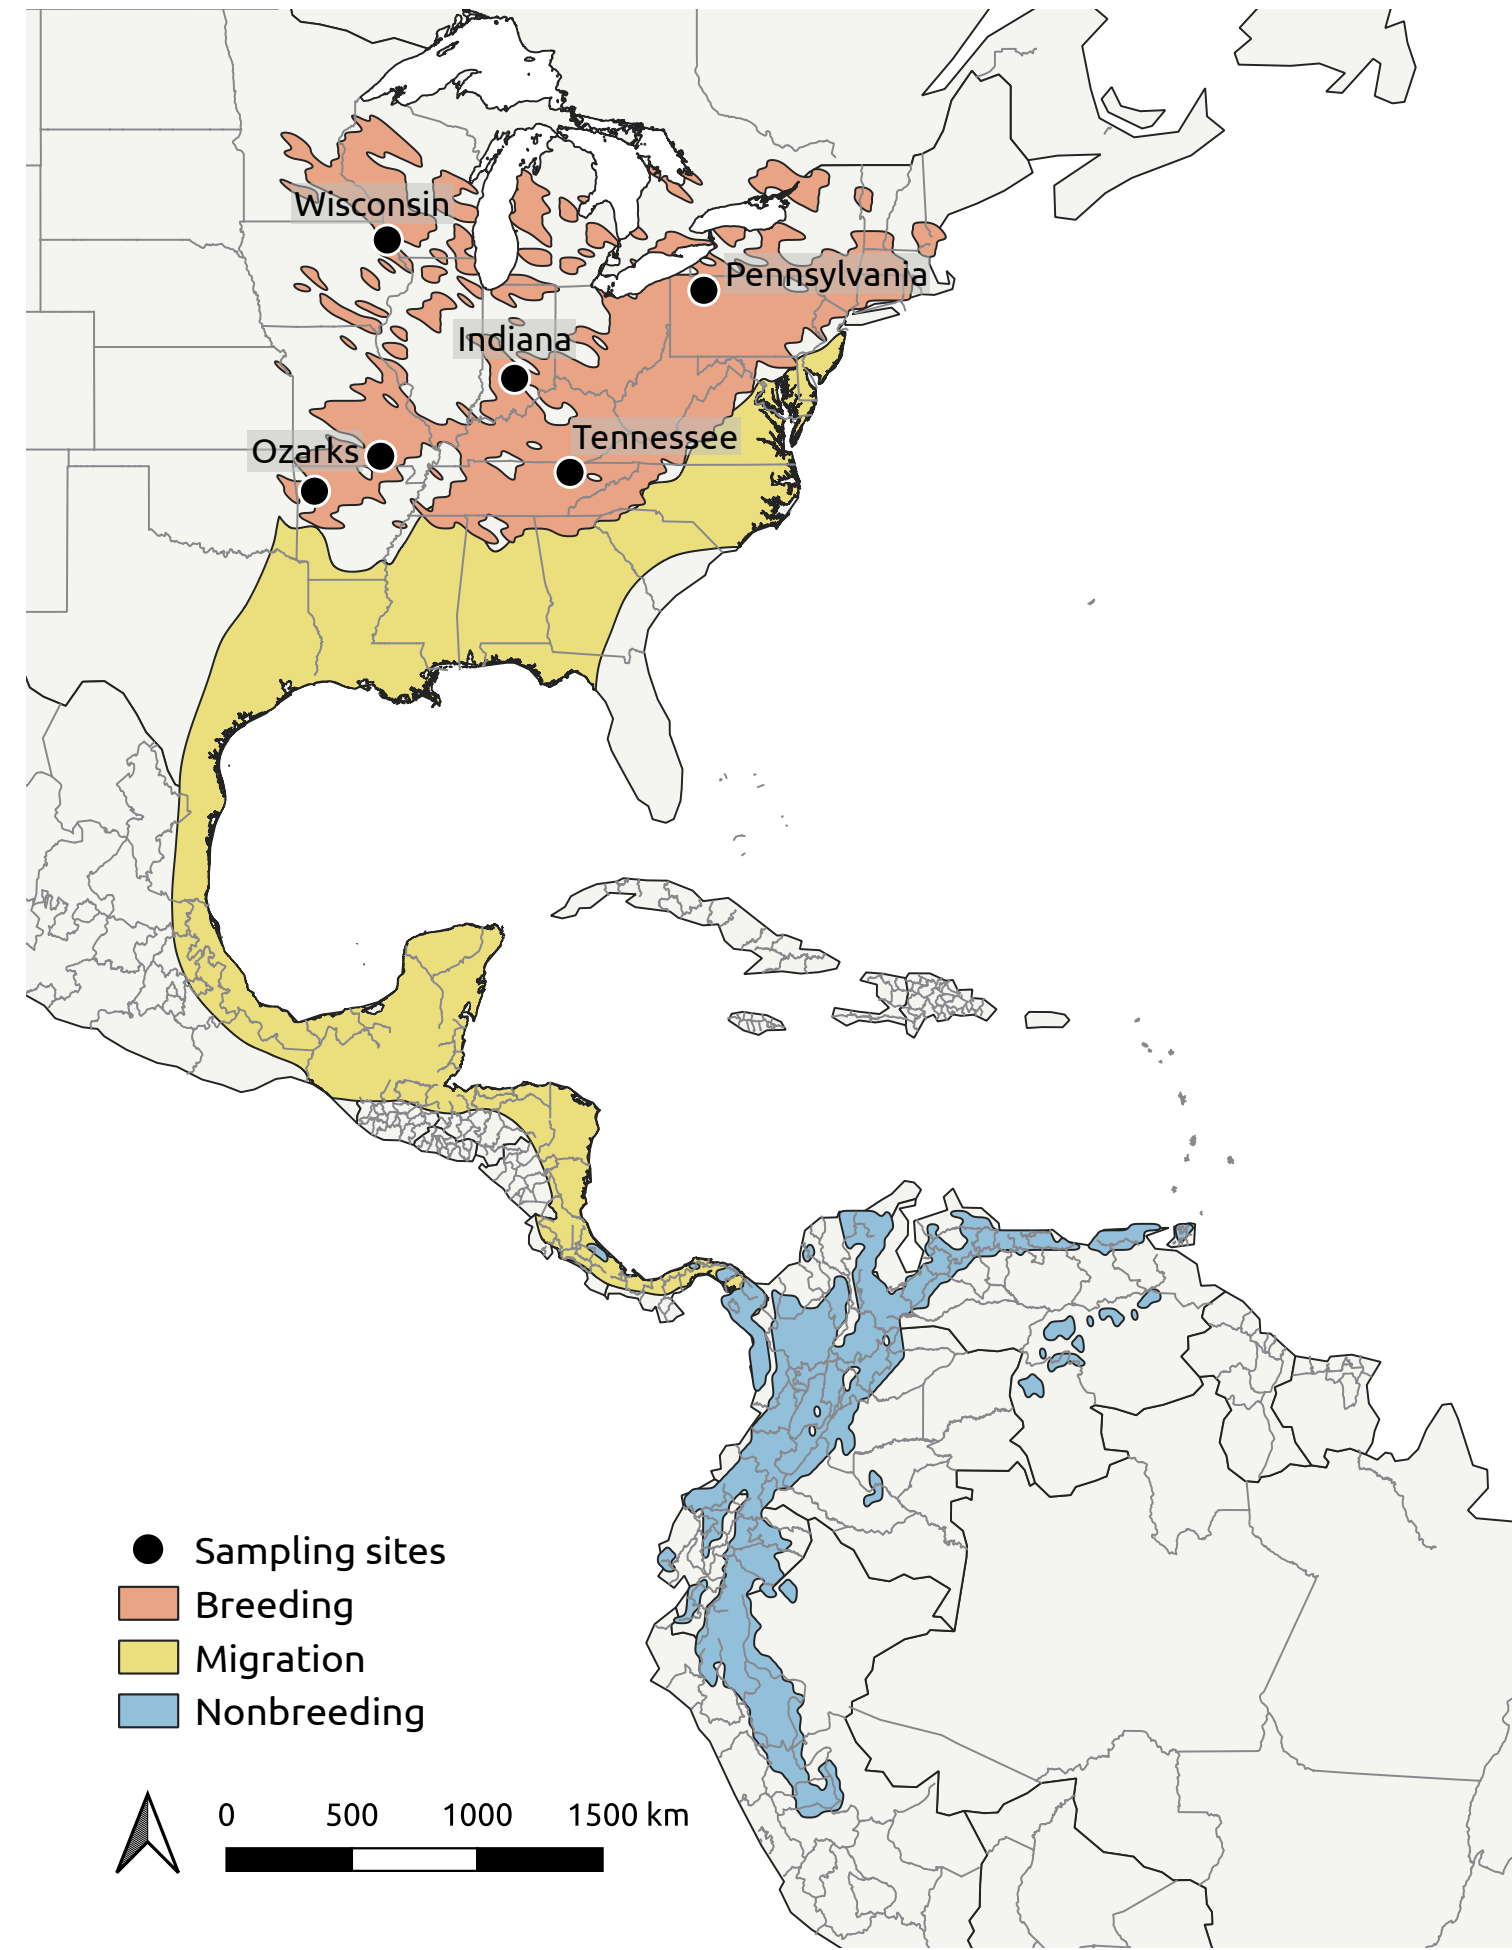 Wisconsin
Pennsylvania
Indiana
Tennessee
Ozarks
Sampling sites
Breeding
Migration
Nonbreeding
0 500 1000 1500 km